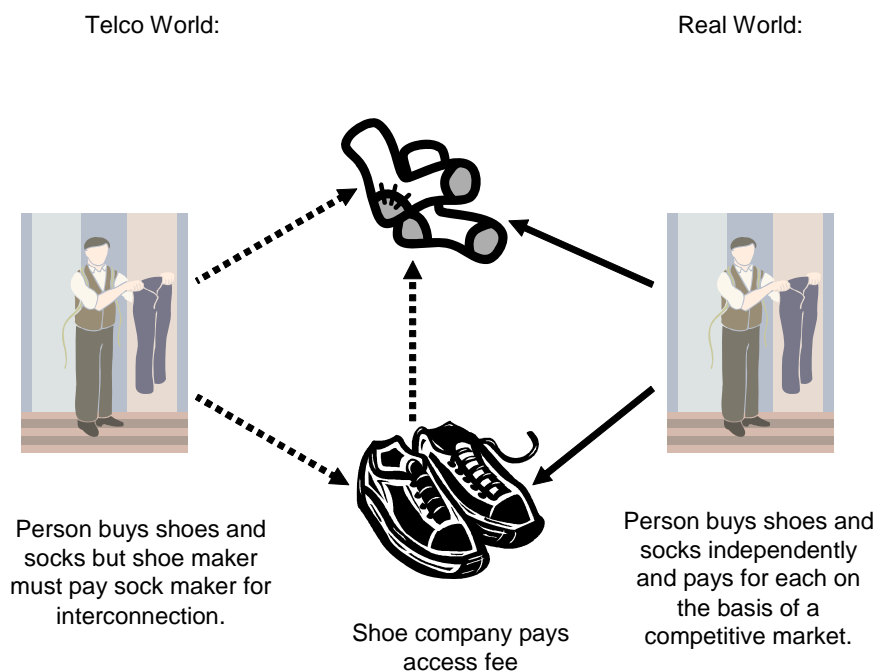 Telco World:
Real World:
Person buys shoes and
socks but shoe maker
must pay sock maker for
interconnection.
Shoe company pays
access fee
Person buys shoes and
socks independently
and pays for each on
the basis of a
competitive market.